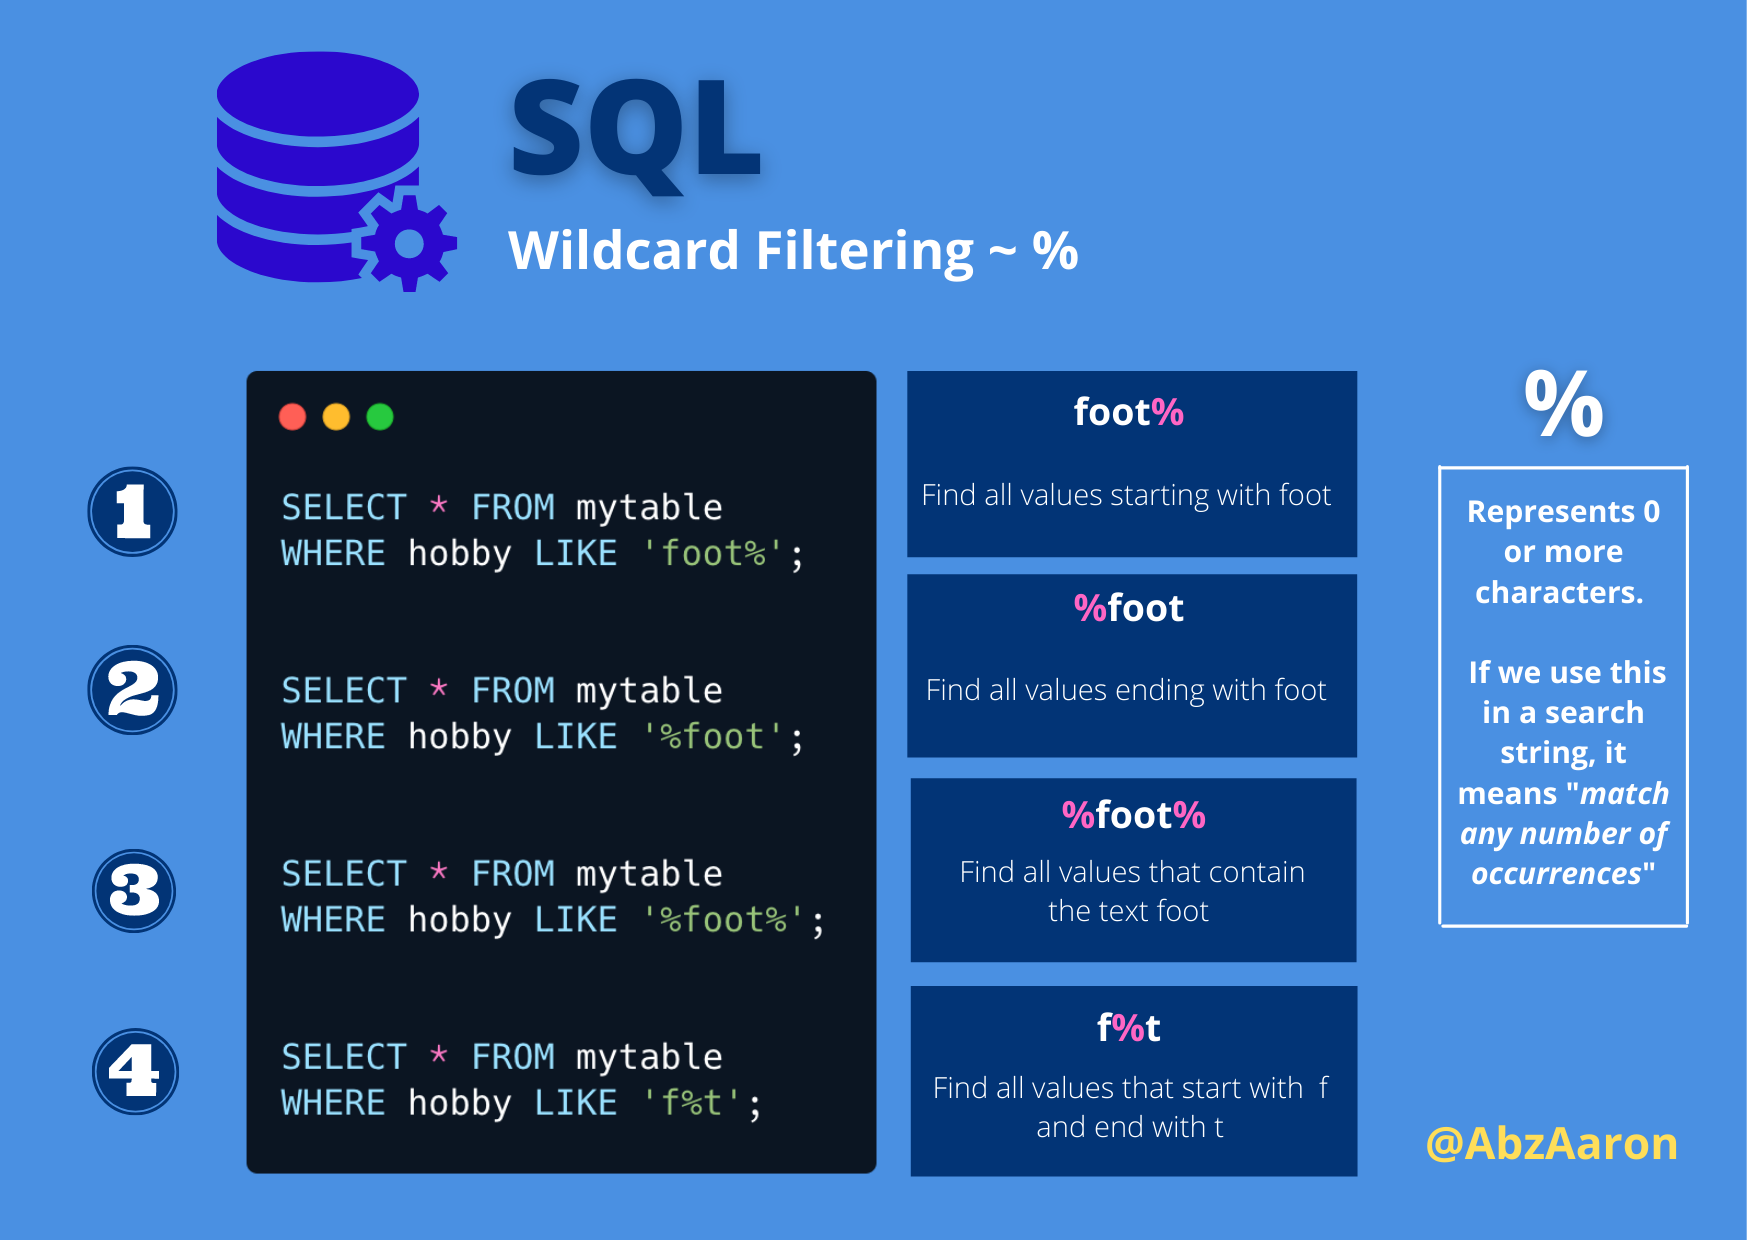 SQL
Wildcard Filtering ~ %
1
SELECT * FROM mytable
WHERE hobby LIKE 'foot%';
2
SELECT * FROM mytable
WHERE hobby LIKE '%foot';
3
SELECT * FROM mytable
WHERE hobby LIKE '%foot%';
4
SELECT * FROM mytable
WHERE hobby LIKE 'f%t';
foot%
Find all values starting with foot
%foot
Find all values ending with foot
%foot%
Find all values that contain
the text foot
f%t
Find all values that start with f
and end with t
%
Represents 0
or more
characters.
If we use this
in a search
string, it
means "match
any number of
occurrences"
@AbzAaron